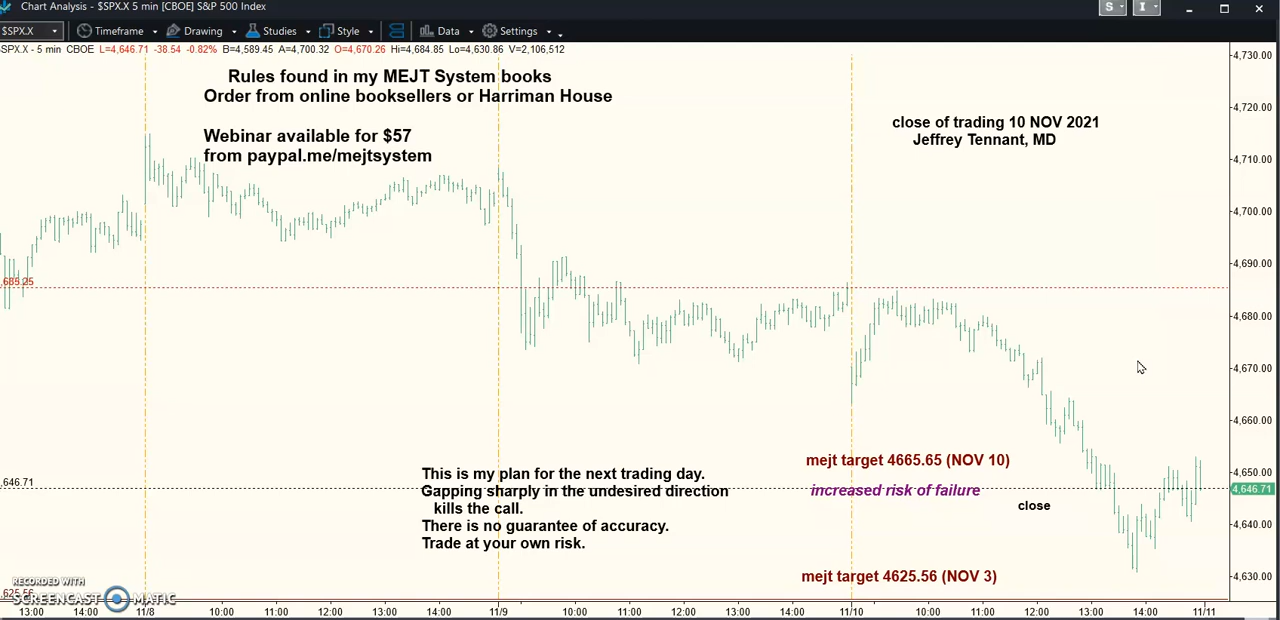 Chart Analysis - $SPX.X [CBOE] S&P 500 Index
S I
$SPX.X Timeframe Drawing Studies Style Data Settings
SPX.X - 5 min CBOE L=4,646.71 -38.54 -0.82% B=4,589.45 A=4,700.32 O=4,670.26 Hi=4,684.85 Lo=4,630.86 V=2,106,512
Rules found in my MEJT System books
Order from online booksellers or Harriman House
Webinar available for $57
from paypal.me/mejtsystem
close of trading 10 NOV 2021
Jeffrey Tennant, MD
4,730.00
4,720.00
4,710.00
4,700.00
4,690.00
,685.25
4,680.00
4,670.00
4,660.00
mejt target 4665.65 (NOV 10)
4,650.00
This is my plan for the next trading day.
Gapping sharply in the undesired direction
kills the call.
There is no guarantee of accuracy.
Trade at your own risk.
,646.71
increased risk of failure
4,646.71
close
4,640.00
mejt target 4625.56 (NOV 3)
4,630.00
RECORDED WITH
SCREENCAST MATIC
,625.56
13:00 14:00 11/8 10:00 11:00 12:00 13:00 14:00 11/9 10:00 11:00 12:00 13:00 14:00 11/10 10:00 11:00 12:00 13:00 14:00 11/11